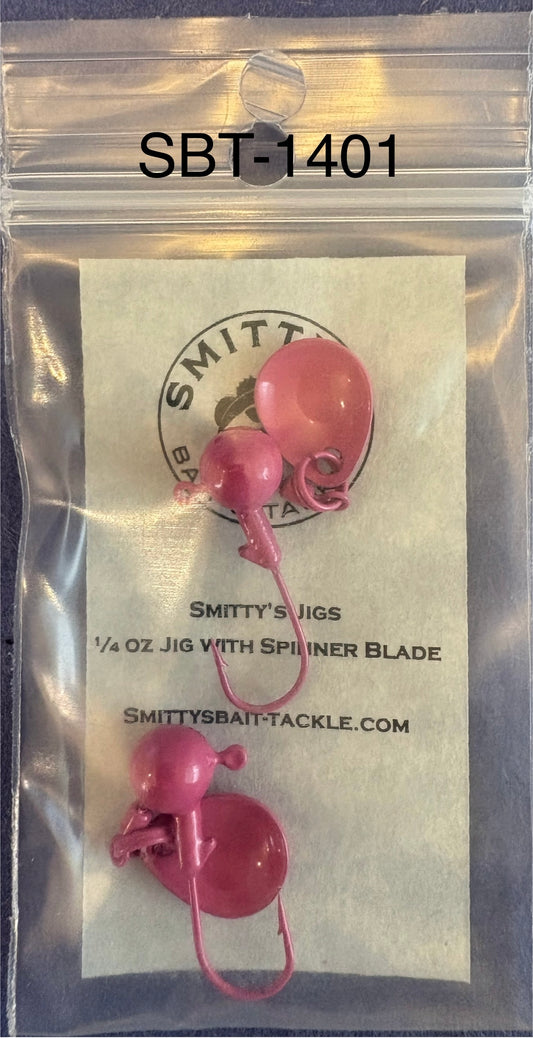 SBT-1401
SMITTY'S JIGS
¼ OZ JIG WITH SPINNER BLADE
SMITTYSBAIT-TACKLE.COM